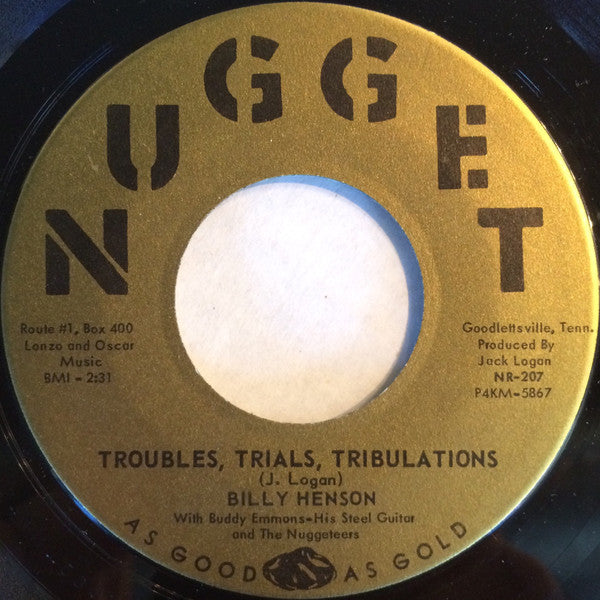 NUGGET
Route #1, Box 400
Lonzo and Oscar
Music
BMI - 2:31
Goodlettsville, Tenn.
Produced By
Jack Logan
NR-207
P4KM-5867
TROUBLES, TRIALS, TRIBULATIONS
(J. Logan)
BILLY HENSON
With Buddy Emmons-His Steel Guitar
and The Nuggeteers
AS GOOD AS GOLD